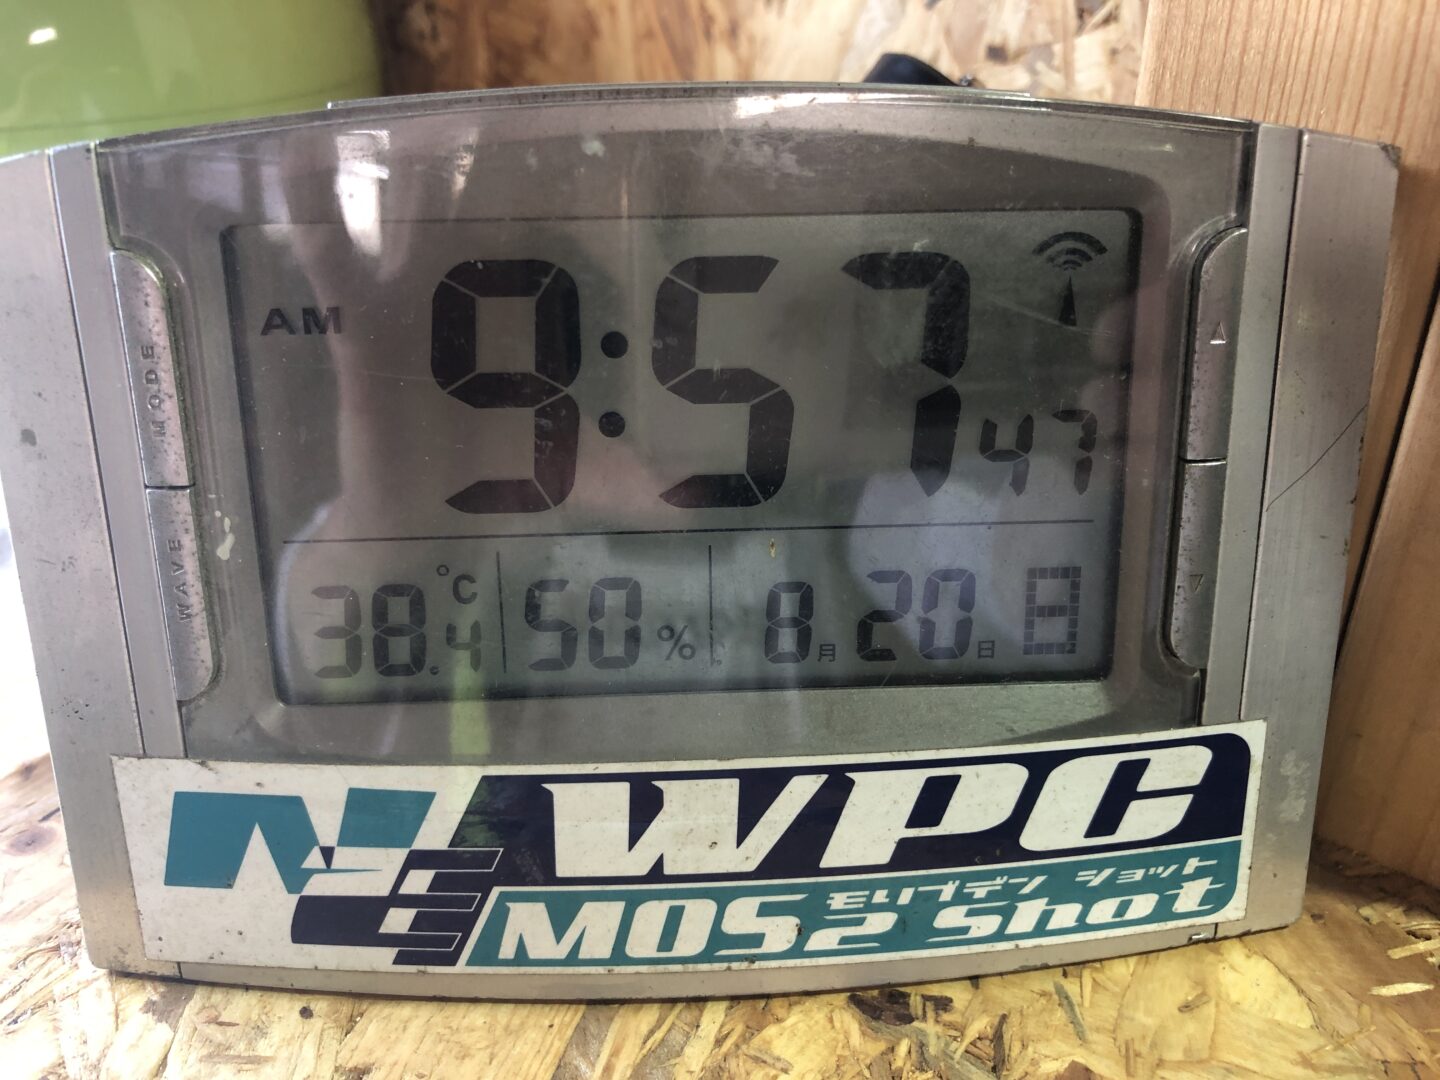 AM 9:57 47
MODE
WAVE
38.4 °C 50 % 8月 20日 日
NE WPC
モリブデン ショット
MOS2 Shot